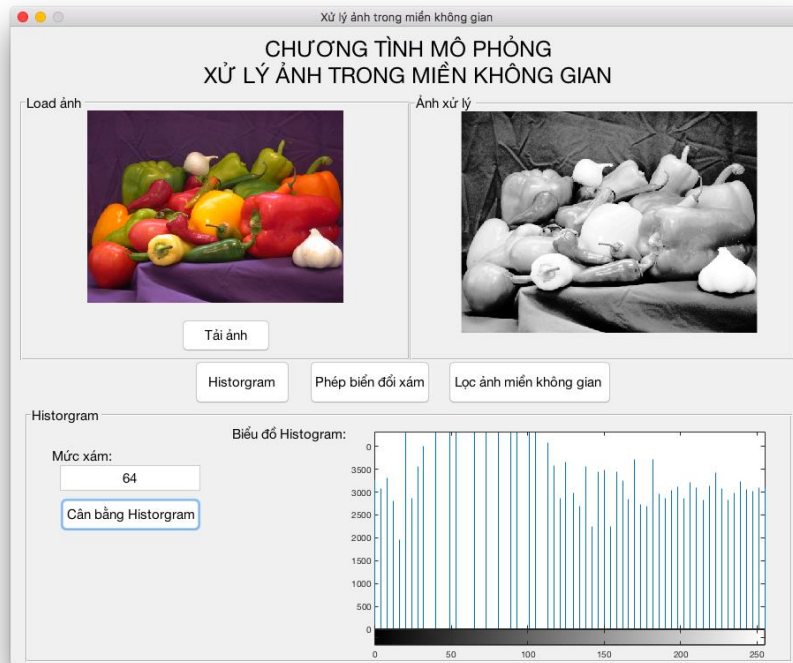 Xử lý ảnh trong miền không gian
CHƯƠNG TÌNH MÔ PHỎNG
XỬ LÝ ẢNH TRONG MIỀN KHÔNG GIAN
Load ảnh
Ảnh xử lý
Tải ảnh
Historgram
Phép biến đổi xám
Lọc ảnh miền không gian
Historgram
Biểu đồ Histogram:
Mức xám:
64
Cân bằng Historgram
0
3500
3000
2500
2000
1500
1000
500
0
0 50 100 150 200 250